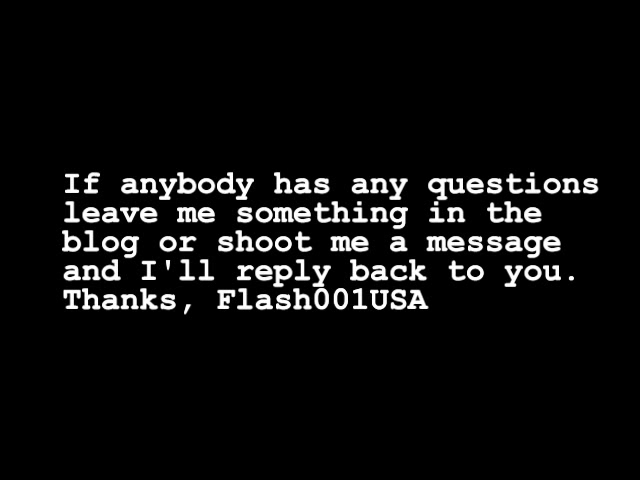 If anybody has any questions
leave me something in the
blog or shoot me a message
and I'll reply back to you.
Thanks, Flash001USA